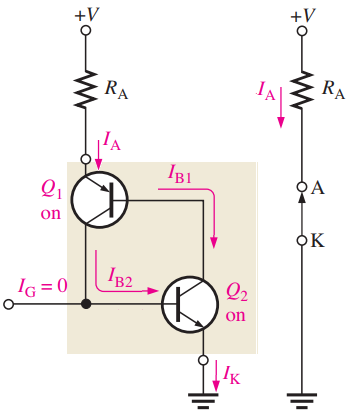 +V
+V
R_A
I_A
R_A
I_A
I_B1
Q_1
on
A
K
I_B2
Q_2
on
I_G = 0
I_K